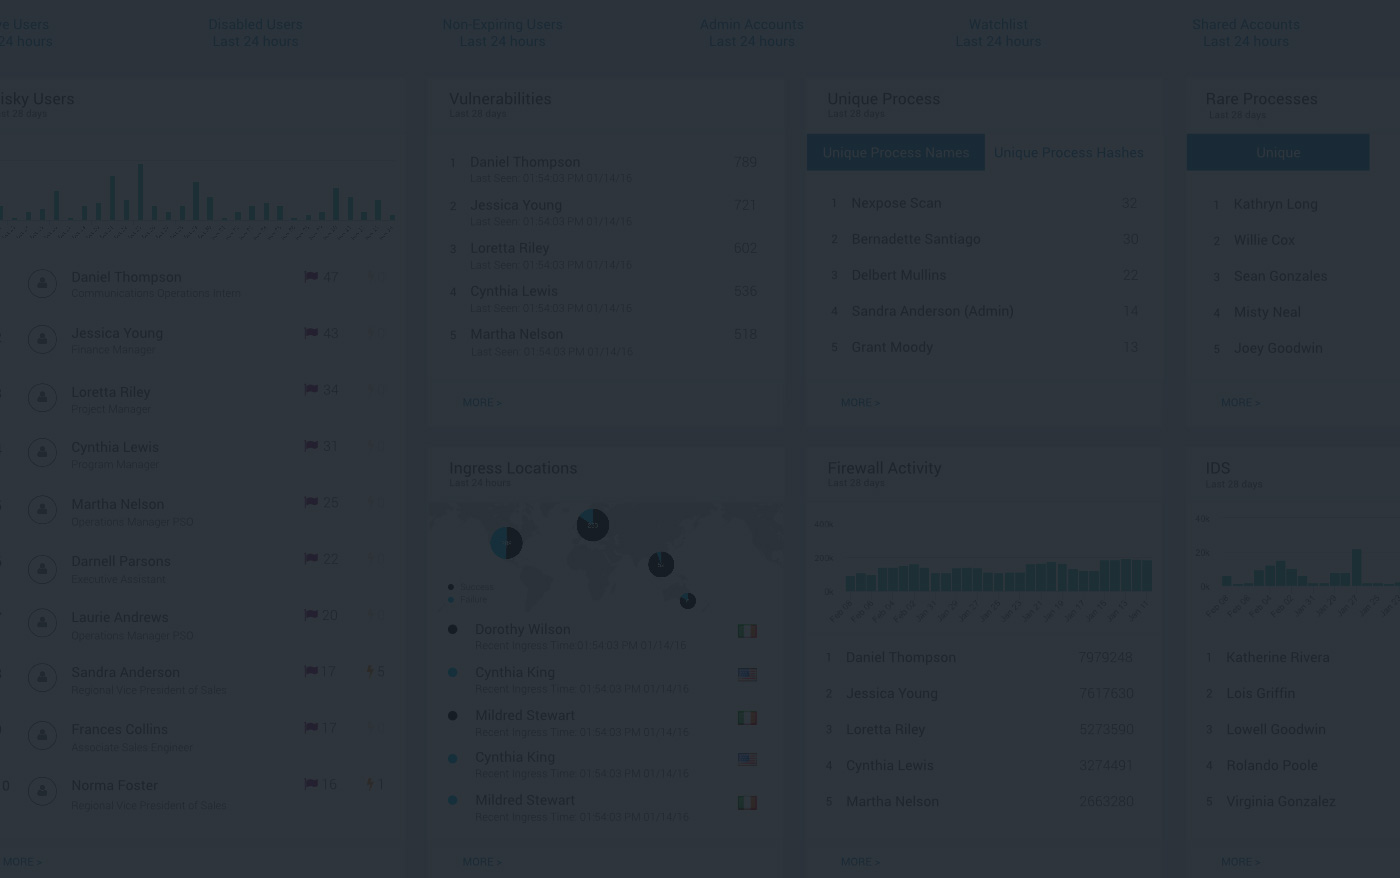 ve Users
24 hours
Disabled Users
Last 24 hours
Non-Expiring Users
Last 24 hours
Admin Accounts
Last 24 hours
Watchlist
Last 24 hours
Shared Accounts
Last 24 hours
isky Users
st 28 days
Daniel Thompson
47
Communications Operations Intern
Jessica Young
43
Finance Manager
Loretta Riley
34
Project Manager
Cynthia Lewis
31
Program Manager
Martha Nelson
25
Operations Manager PSO
Darnell Parsons
22
Executive Assistant
Laurie Andrews
20
Operations Manager PSO
Sandra Anderson
17 5
Regional Vice President of Sales
Frances Collins
17
Associate Sales Engineer
0 Norma Foster
16 1
Regional Vice President of Sales
MORE >
Vulnerabilities
Last 28 days
1 Daniel Thompson 789
Last Seen: 01:54:03 PM 01/14/16
2 Jessica Young 721
Last Seen: 01:54:03 PM 01/14/16
3 Loretta Riley 602
Last Seen: 01:54:03 PM 01/14/16
4 Cynthia Lewis 536
Last Seen: 01:54:03 PM 01/14/16
5 Martha Nelson 518
Last Seen: 01:54:03 PM 01/14/16
MORE >
Unique Process
Last 28 days
Unique Process Names Unique Process Hashes
1 Nexpose Scan 32
2 Bernadette Santiago 30
3 Delbert Mullins 22
4 Sandra Anderson (Admin) 14
5 Grant Moody 13
MORE >
Rare Processes
Last 28 days
Unique
1 Kathryn Long
2 Willie Cox
3 Sean Gonzales
4 Misty Neal
5 Joey Goodwin
MORE >
Ingress Locations
Last 24 hours
Dorothy Wilson
Recent Ingress Time 01:54:03 PM 01/14/16
Cynthia King
Recent Ingress Time: 01:54:03 PM 01/14/16
Mildred Stewart
Recent Ingress Time: 01:54:03 PM 01/14/16
Cynthia King
Recent Ingress Time: 01:54:03 PM 01/14/16
Mildred Stewart
Recent Ingress Time: 01:54:03 PM 01/14/16
MORE >
Firewall Activity
Last 28 days
1 Daniel Thompson 7979248
2 Jessica Young 7617630
3 Loretta Riley 5273590
4 Cynthia Lewis 3274491
5 Martha Nelson 2663280
MORE >
IDS
Last 28 days
1 Katherine Rivera
2 Lois Griffin
3 Lowell Goodwin
4 Rolando Poole
5 Virginia Gonzalez
MORE >